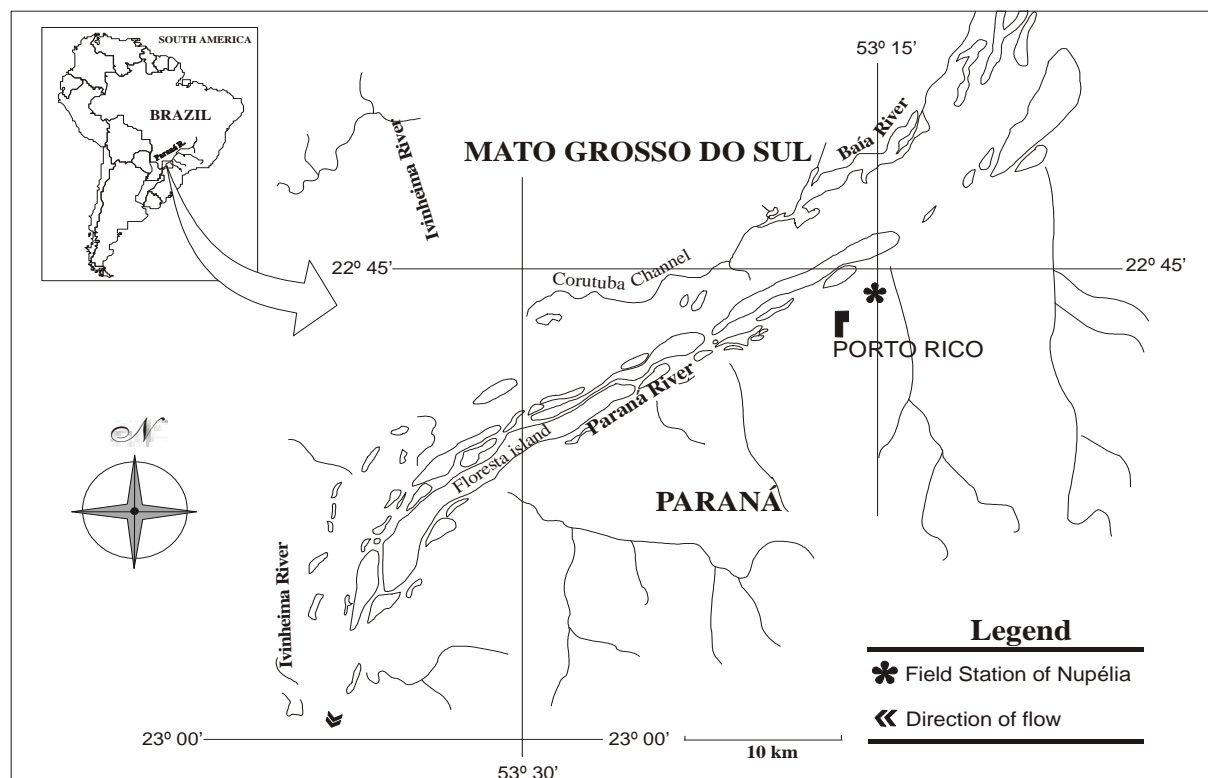 SOUTH AMERICA
BRAZIL
Paraná R.
53º 15'
Baía River
MATO GROSSO DO SUL
Ivinheima River
22º 45'
22º 45'
Corutuba Channel
PORTO RICO
Paraná River
Floresta island
N
PARANÁ
Ivinheima River
Legend
Field Station of Nupélia
Direction of flow
23º 00'
23º 00'
10 km
53º 30'